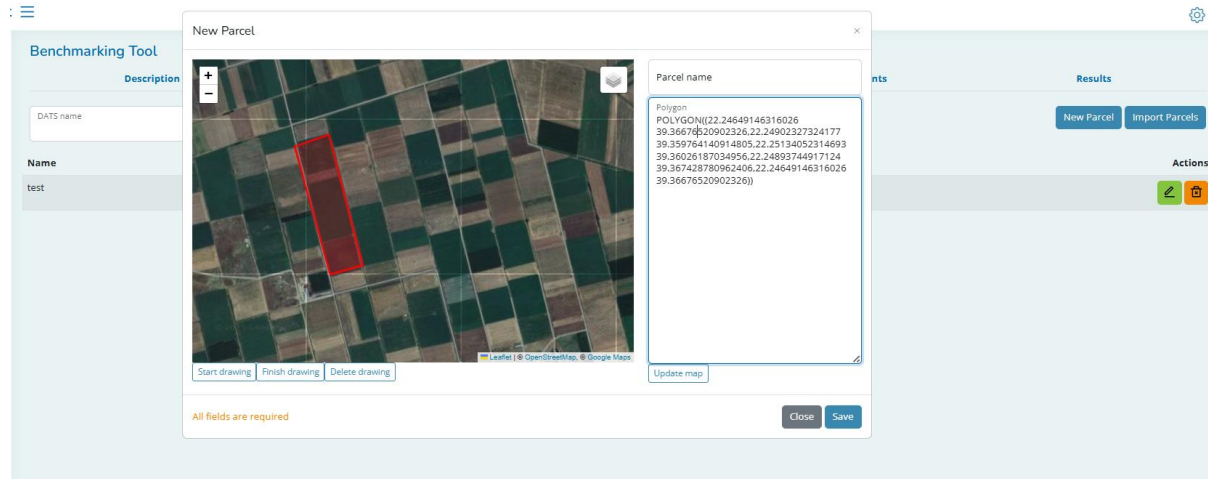 New Parcel
×
Benchmarking Tool
Description
nts
Results
+
−
Parcel name
DATS name
New Parcel
Import Parcels
Polygon
POLYGON((22.24649146316026
39.36676520902326,22.24902327324177
39.359764140914805,22.25134052314693
39.36026187034956,22.24893744917124
39.367428780962406,22.24649146316026
39.36676520902326))
Name
Actions
test
Leaflet | © OpenStreetMap, © Google Maps
Start drawing
Finish drawing
Delete drawing
Update map
All fields are required
Close
Save